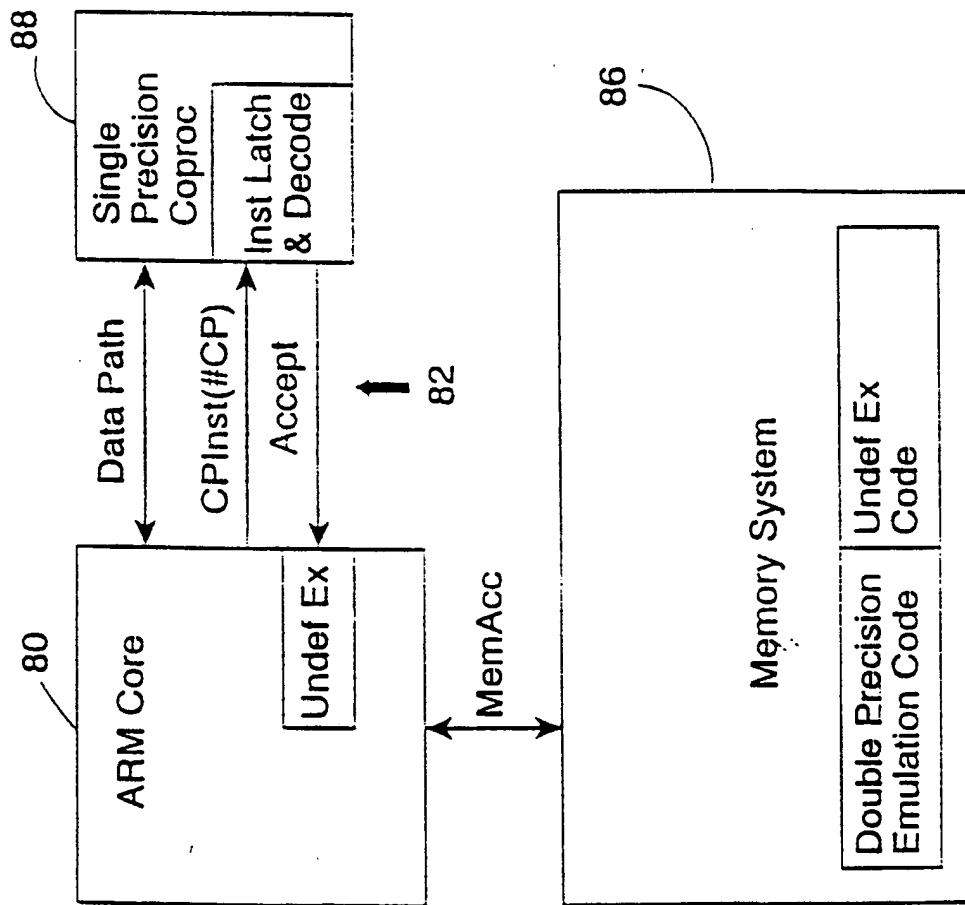 80
ARM Core
Undef Ex
Data Path
CPInst(#CP)
Accept
82
88
Single
Precision
Coproc
Inst Latch
& Decode
MemAcc
86
Memory System
Double Precision
Emulation Code
Undef Ex
Code